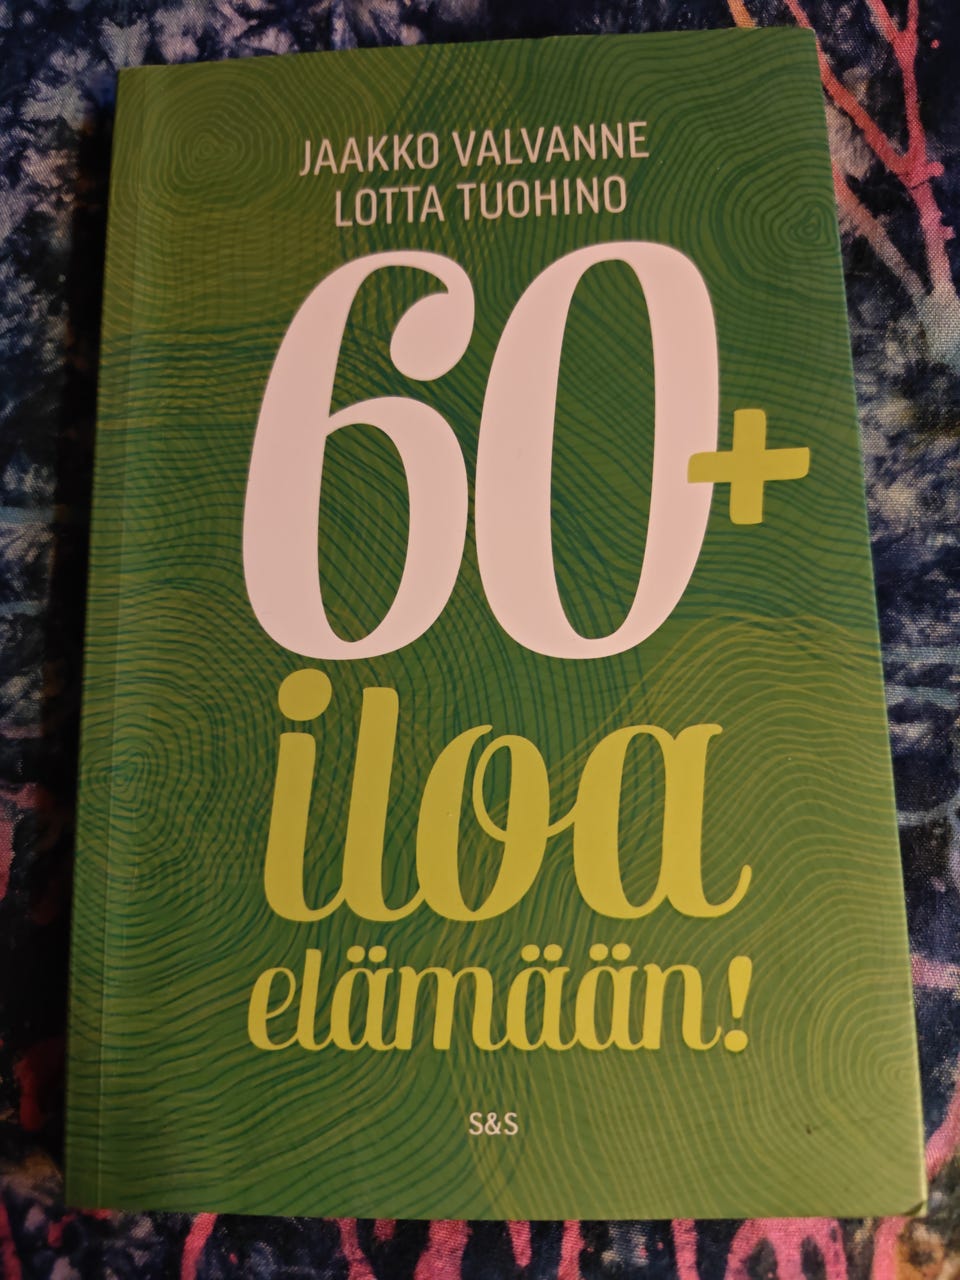 JAAKKO VALVANNE
LOTTA TUOHINO
60+
iloa
elämään!
S&S